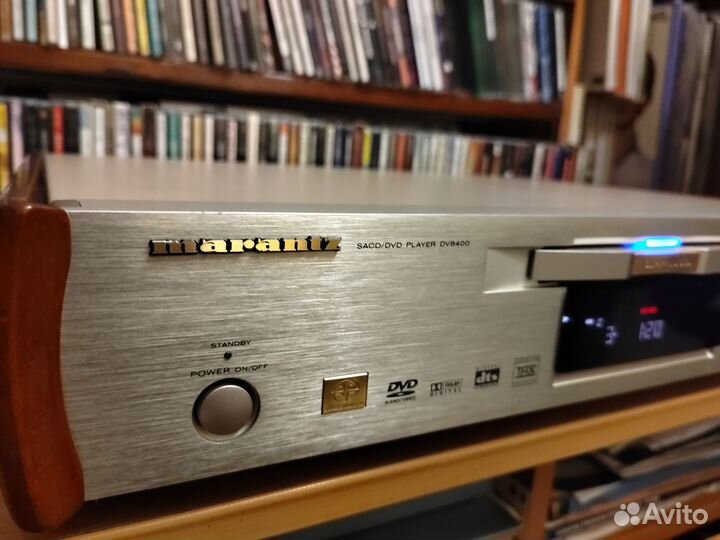 marantz
SACD/DVD PLAYER DV8400
STANDBY
POWER ON/OFF
DVD
AUDIO/VIDEO
DOLBY
DIGITAL
dts
THX
Avito